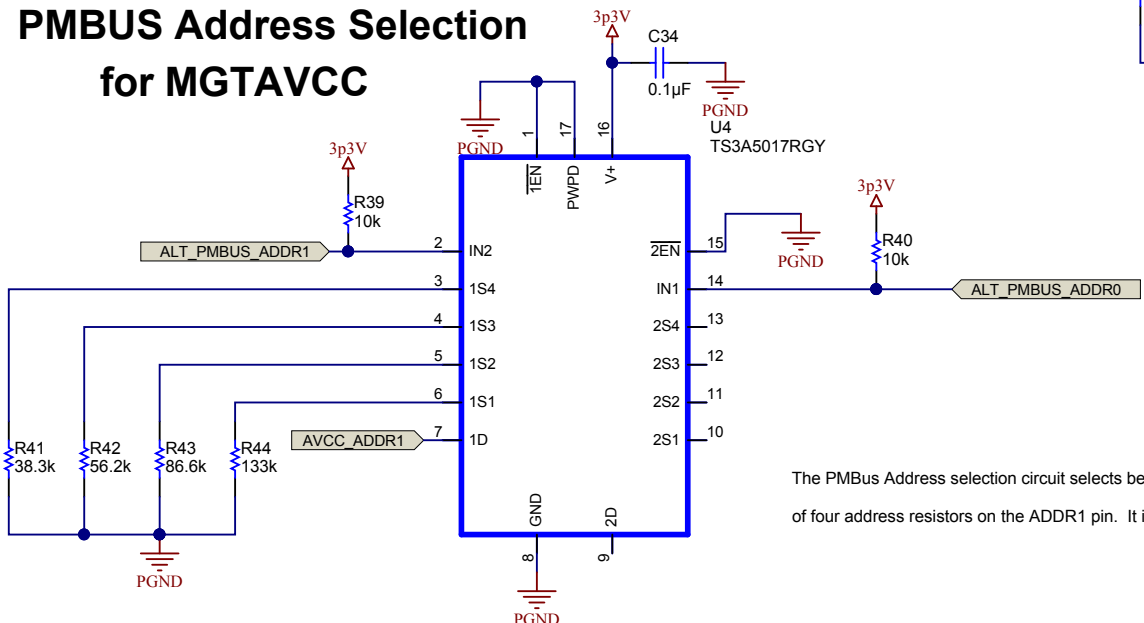 PMBUS Address Selection
for MGTAVCC
3p3V
C34
0.1µF
PGND
U4
TS3A5017RGY
PGND
1
17
16
1EN
PWPD
V+
3p3V
R39
10k
ALT_PMBUS_ADDR1
2
IN2
3
1S4
4
1S3
5
1S2
6
1S1
AVCC_ADDR1
7
1D
2EN
15
PGND
3p3V
R40
10k
IN1
14
ALT_PMBUS_ADDR0
2S4
13
2S3
12
2S2
11
2S1
10
R41
38.3k
R42
56.2k
R43
86.6k
R44
133k
PGND
GND
2D
8
9
PGND
The PMBus Address selection circuit selects be
of four address resistors on the ADDR1 pin. It i